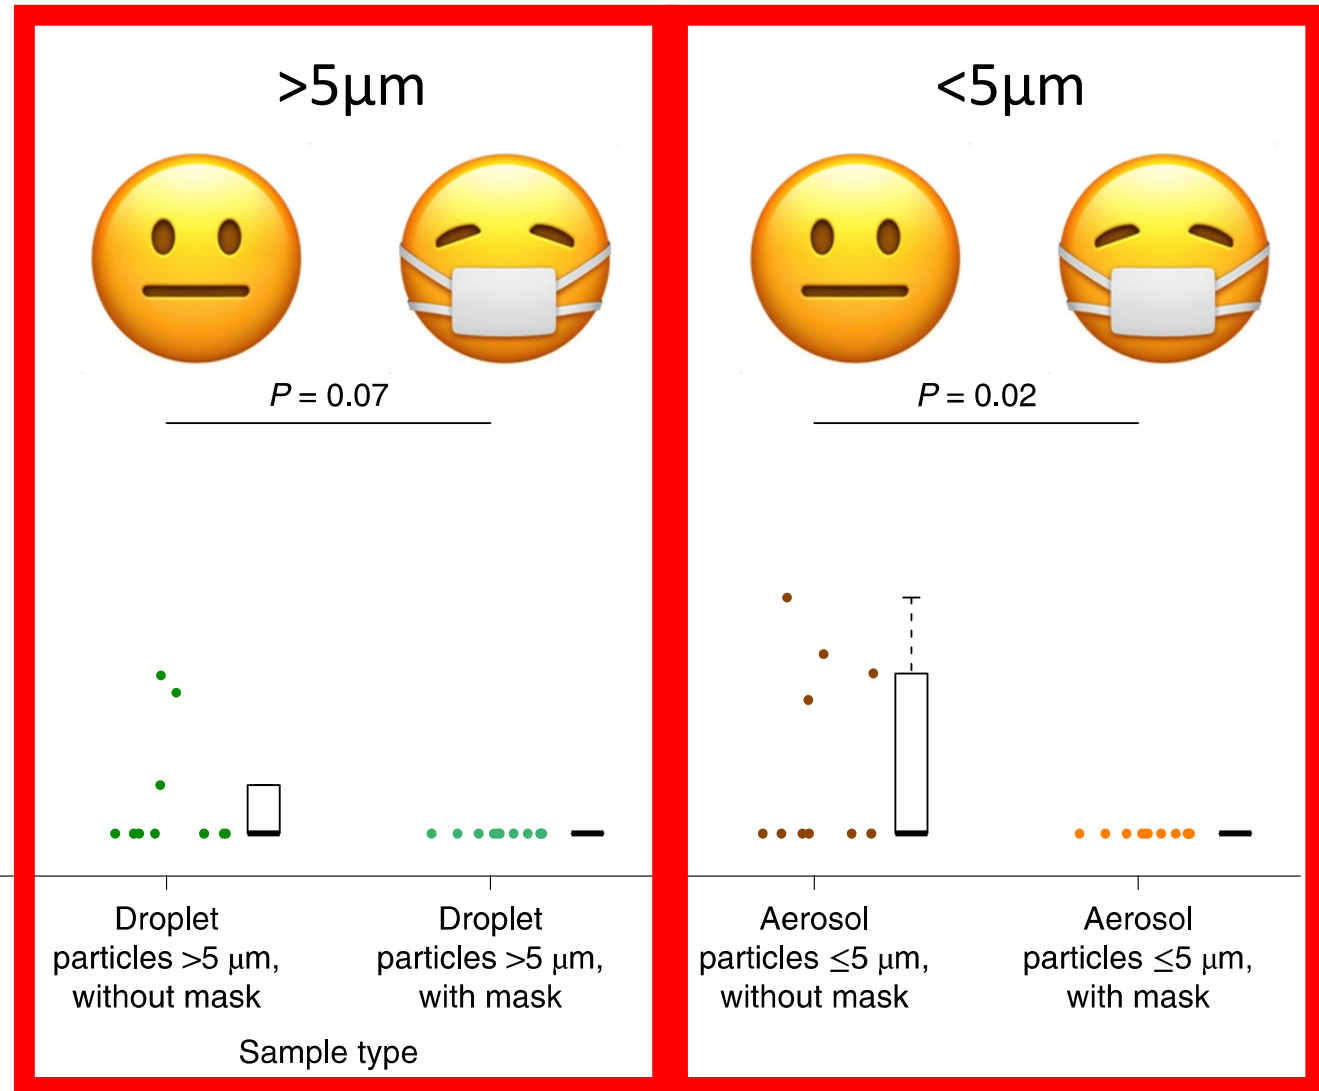 >5μm
<5μm
P = 0.07
P = 0.02
Droplet
particles >5 μm,
without mask
Droplet
particles >5 μm,
with mask
Aerosol
particles ≤5 μm,
without mask
Aerosol
particles ≤5 μm,
with mask
Sample type